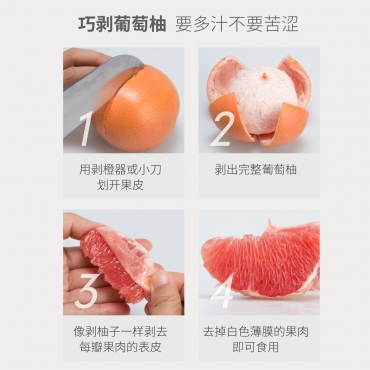 巧剥葡萄柚 要多汁不要苦涩
1
用剥橙器或小刀
划开果皮
2
剥出完整葡萄柚
3
像剥柚子一样剥去
每瓣果肉的表皮
4
去掉白色薄膜的果肉
即可食用